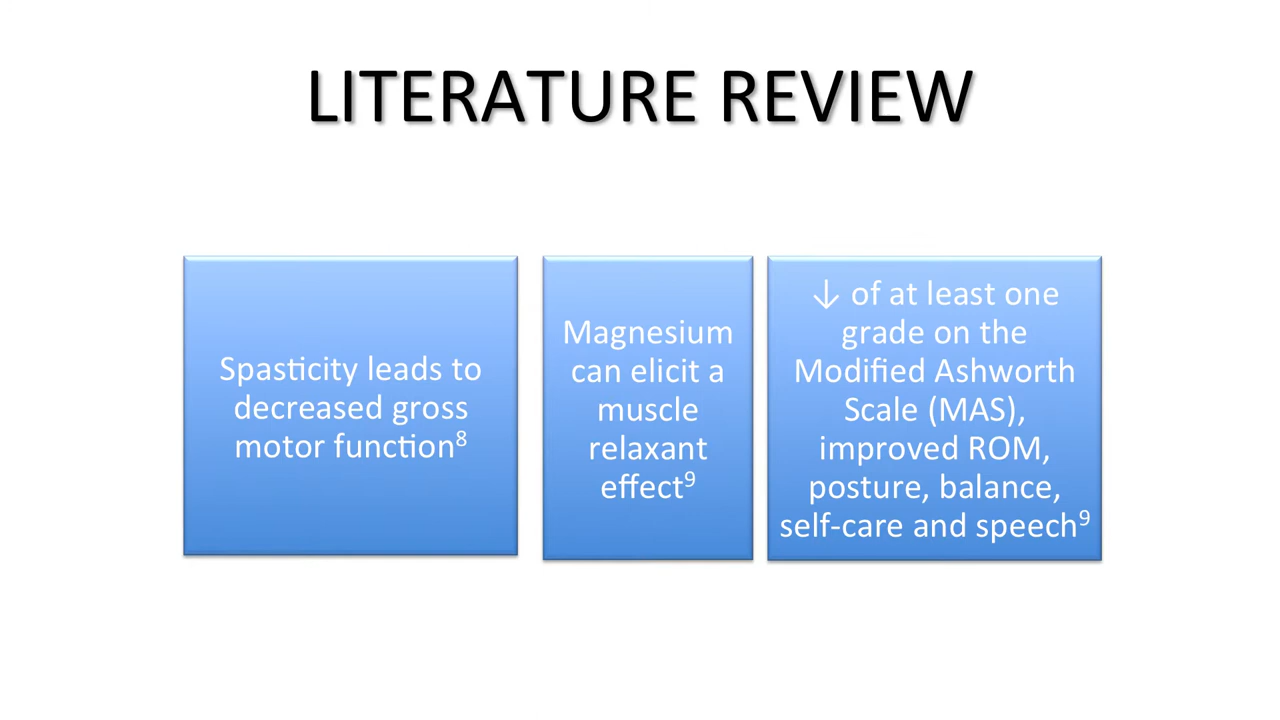 LITERATURE REVIEW
Spasticity leads to
decreased gross
motor function⁸
Magnesium
can elicit a
muscle
relaxant
effect⁹
↓ of at least one
grade on the
Modified Ashworth
Scale (MAS),
improved ROM,
posture, balance,
self-care and speech⁹